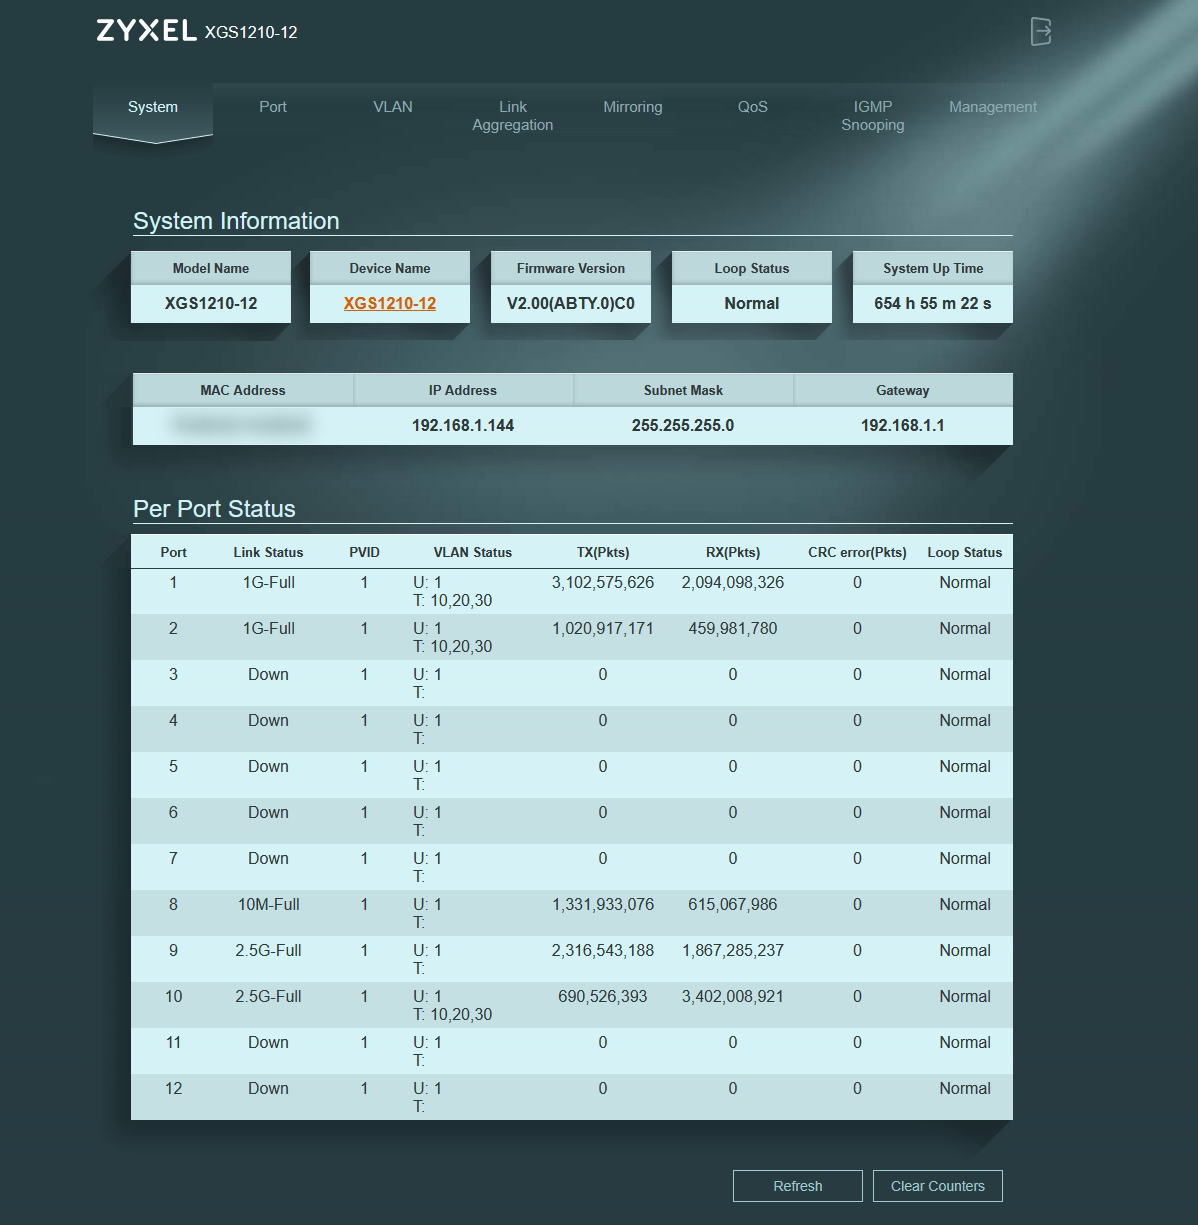 ZYXEL XGS1210-12
System Port VLAN Link Aggregation Mirroring QoS IGMP Snooping Management
System Information
Model Name Device Name Firmware Version Loop Status System Up Time
XGS1210-12 XGS1210-12 V2.00(ABTY.0)C0 Normal 654 h 55 m 22 s
MAC Address IP Address Subnet Mask Gateway
192.168.1.144 255.255.255.0 192.168.1.1
Per Port Status
Port Link Status PVID VLAN Status TX(Pkts) RX(Pkts) CRC error(Pkts) Loop Status
1 1G-Full 1 U: 1 3,102,575,626 2,094,098,326 0 Normal
T: 10,20,30
2 1G-Full 1 U: 1 1,020,917,171 459,981,780 0 Normal
T: 10,20,30
3 Down 1 U: 1 0 0 0 Normal
T:
4 Down 1 U: 1 0 0 0 Normal
T:
5 Down 1 U: 1 0 0 0 Normal
T:
6 Down 1 U: 1 0 0 0 Normal
T:
7 Down 1 U: 1 0 0 0 Normal
T:
8 10M-Full 1 U: 1 1,331,933,076 615,067,986 0 Normal
T:
9 2.5G-Full 1 U: 1 2,316,543,188 1,867,285,237 0 Normal
T:
10 2.5G-Full 1 U: 1 690,526,393 3,402,008,921 0 Normal
T: 10,20,30
11 Down 1 U: 1 0 0 0 Normal
T:
12 Down 1 U: 1 0 0 0 Normal
T:
Refresh Clear Counters